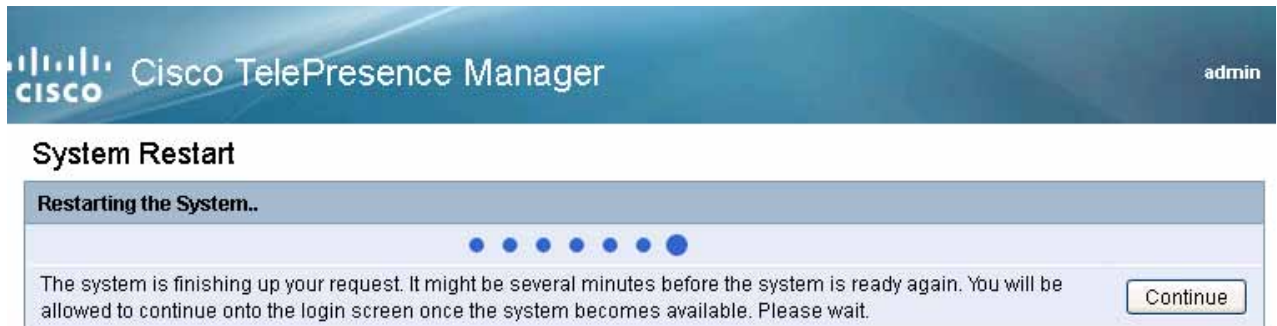 CISCO Cisco TelePresence Manager admin
System Restart
Restarting the System..
The system is finishing up your request. It might be several minutes before the system is ready again. You will be
allowed to continue onto the login screen once the system becomes available. Please wait.
Continue